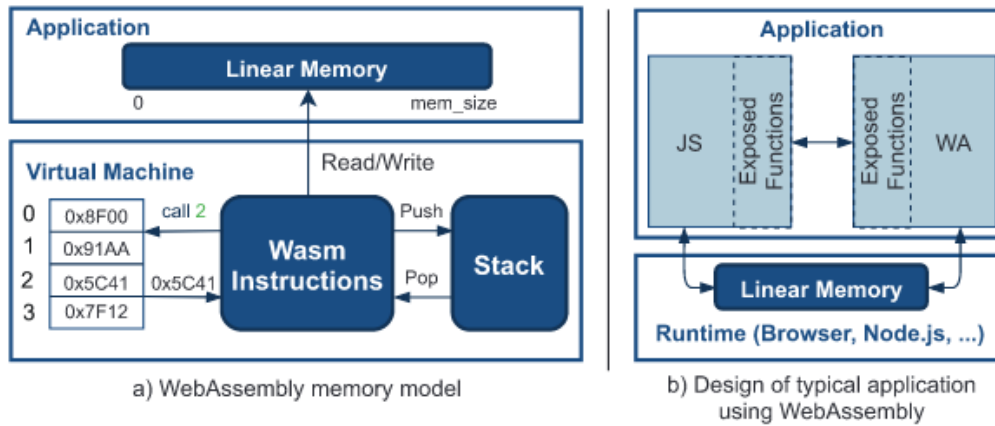 Application
Linear Memory
0
mem_size
Read/Write
Virtual Machine
0
0x8F00
1
0x91AA
2
0x5C41
3
0x7F12
call 2
0x5C41
Wasm
Instructions
Push
Pop
Stack
a) WebAssembly memory model
Application
JS
Exposed
Functions
Exposed
Functions
WA
Linear Memory
Runtime (Browser, Node.js, ...)
b) Design of typical application
using WebAssembly